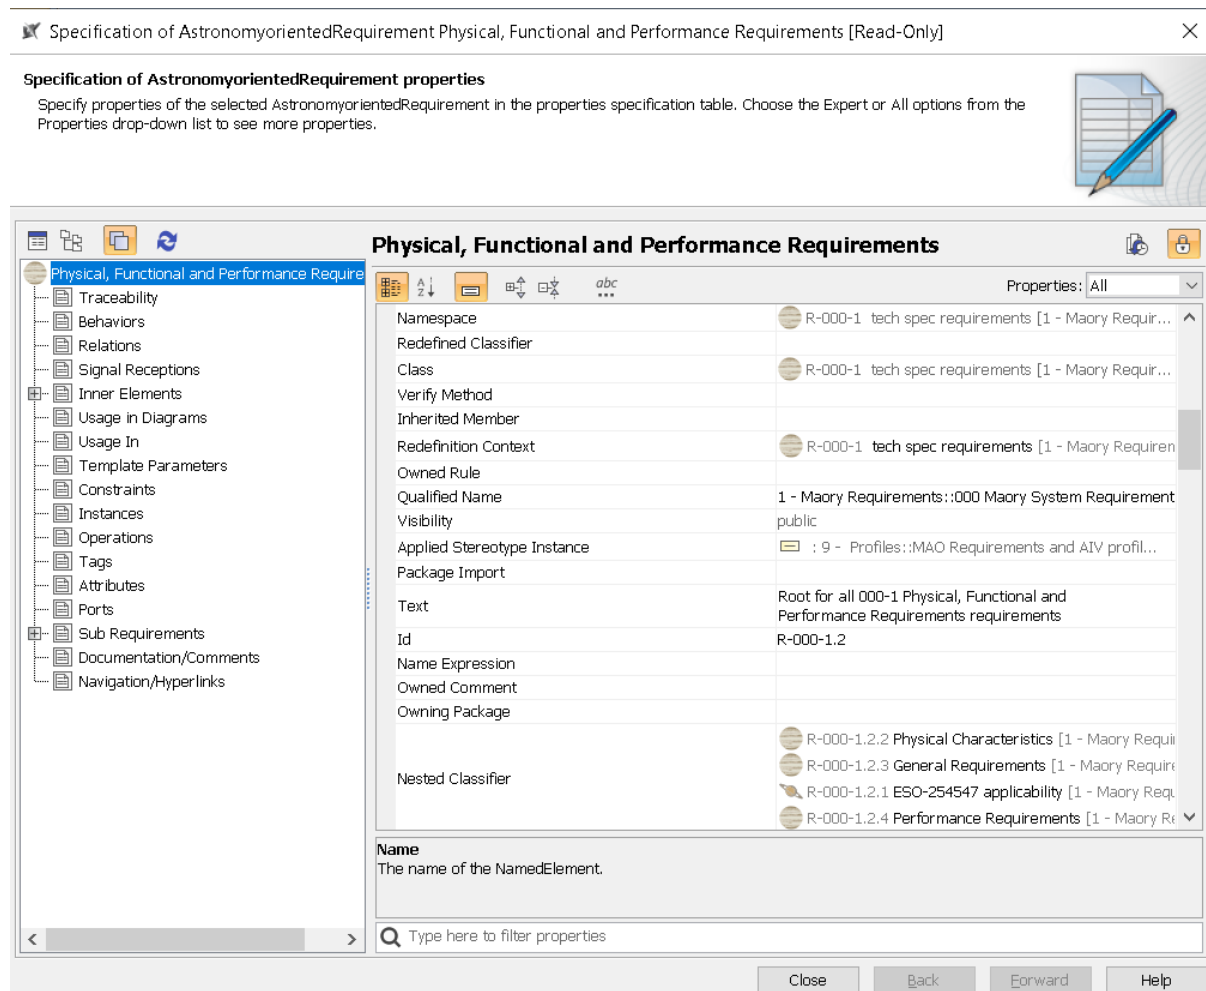 Specification of AstronomyorientedRequirement Physical, Functional and Performance Requirements [Read-Only]
Specification of AstronomyorientedRequirement properties
Specify properties of the selected AstronomyorientedRequirement in the properties specification table. Choose the Expert or All options from the
Properties drop-down list to see more properties.
Physical, Functional and Performance Require
Traceability
Behaviors
Relations
Signal Receptions
Inner Elements
Usage in Diagrams
Usage In
Template Parameters
Constraints
Instances
Operations
Tags
Attributes
Ports
Sub Requirements
Documentation/Comments
Navigation/Hyperlinks
Physical, Functional and Performance Requirements
A
Z
abc
Properties: All
Namespace R-000-1 tech spec requirements [1 - Maory Requir...
Redefined Classifier
Class R-000-1 tech spec requirements [1 - Maory Requir...
Verify Method
Inherited Member
Redefinition Context R-000-1 tech spec requirements [1 - Maory Requiren
Owned Rule
Qualified Name 1 - Maory Requirements::000 Maory System Requirement
Visibility public
Applied Stereotype Instance : 9 - Profiles::MAO Requirements and AIV profil...
Package Import
Text Root for all 000-1 Physical, Functional and
Performance Requirements requirements
Id R-000-1.2
Name Expression
Owned Comment
Owning Package
Nested Classifier
R-000-1.2.2 Physical Characteristics [1 - Maory Requir
R-000-1.2.3 General Requirements [1 - Maory Require
R-000-1.2.1 ESO-254547 applicability [1 - Maory Requ
R-000-1.2.4 Performance Requirements [1 - Maory Re
Name
The name of the NamedElement.
Type here to filter properties
Close Back Forward Help